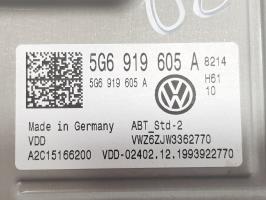 5G6 919 605 A 8214
5G6 919 605 A H61
10
Made in Germany ABT_Std-2
VDD VWZ6ZJW3362770
A2C15166200 VDD-02402.12.1993922770